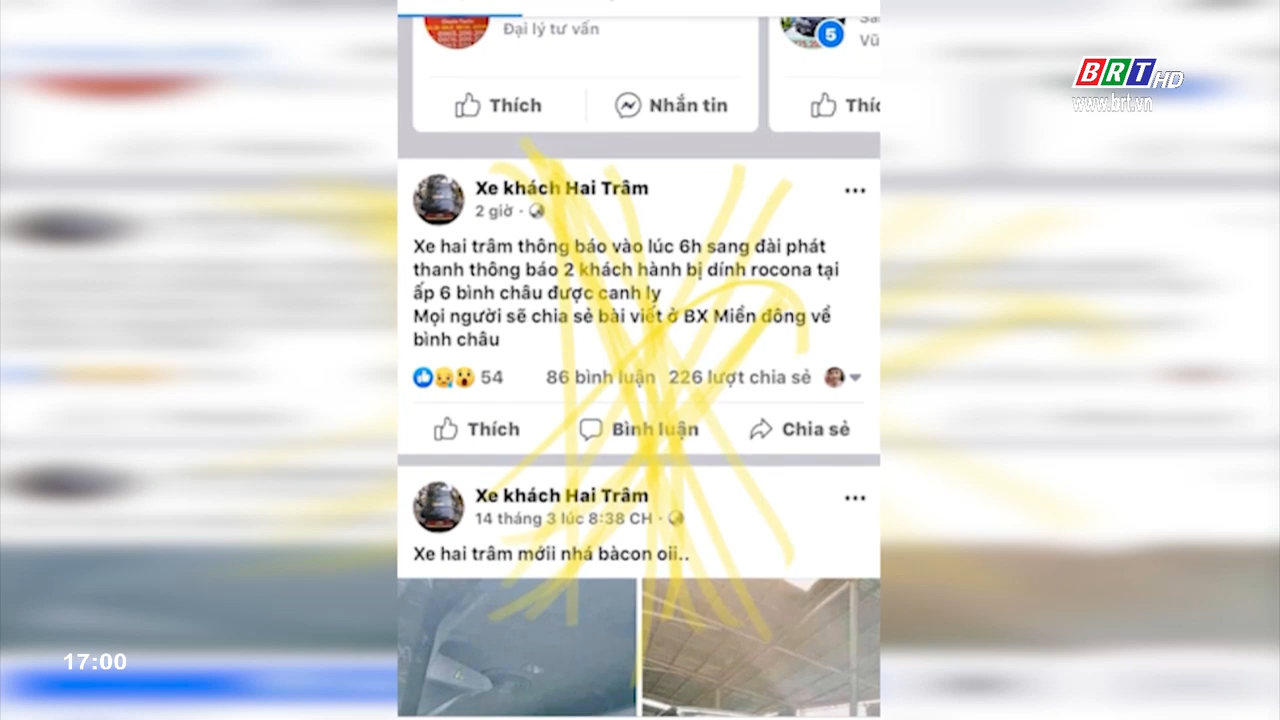 Đại lý tư vấn
5
Vũ
Thích
Nhắn tin
BRT HD
www.brt.vn
Xe khách Hai Trâm
2 giờ ·
Xe hai trâm thông báo vào lúc 6h sang đài phát
thanh thông báo 2 khách hành bị dính rocona tại
ấp 6 bình châu được canh ly
Mọi người sẽ chia sẻ bài viết ở BX Miền đông về
bình châu
54
86 bình luận 226 lượt chia sẻ
Thích
Bình luận
Chia sẻ
Xe khách Hai Trâm
14 tháng 3 lúc 8:38 CH ·
Xe hai trâm mớii nhá bàcon oii..
17:00